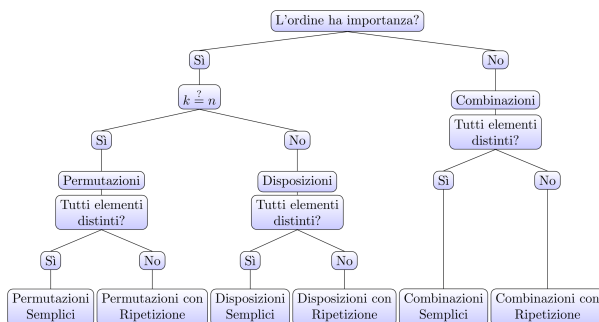 L'ordine ha importanza?
Sì
No
k ?= n
Combinazioni
Tutti elementi
distinti?
Sì
No
Permutazioni
Disposizioni
Sì
No
Tutti elementi
distinti?
Tutti elementi
distinti?
Sì
No
Sì
No
Permutazioni
Semplici
Permutazioni con
Ripetizione
Disposizioni
Semplici
Disposizioni con
Ripetizione
Combinazioni
Semplici
Combinazioni con
Ripetizione